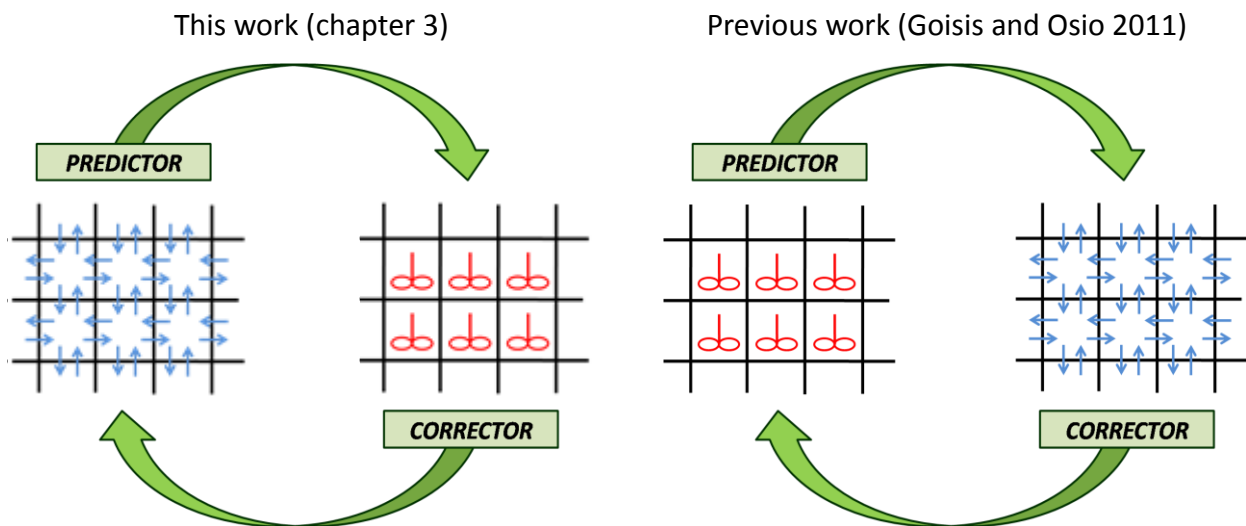 This work (chapter 3)
Previous work (Goisis and Osio 2011)
PREDICTOR
PREDICTOR
CORRECTOR
CORRECTOR